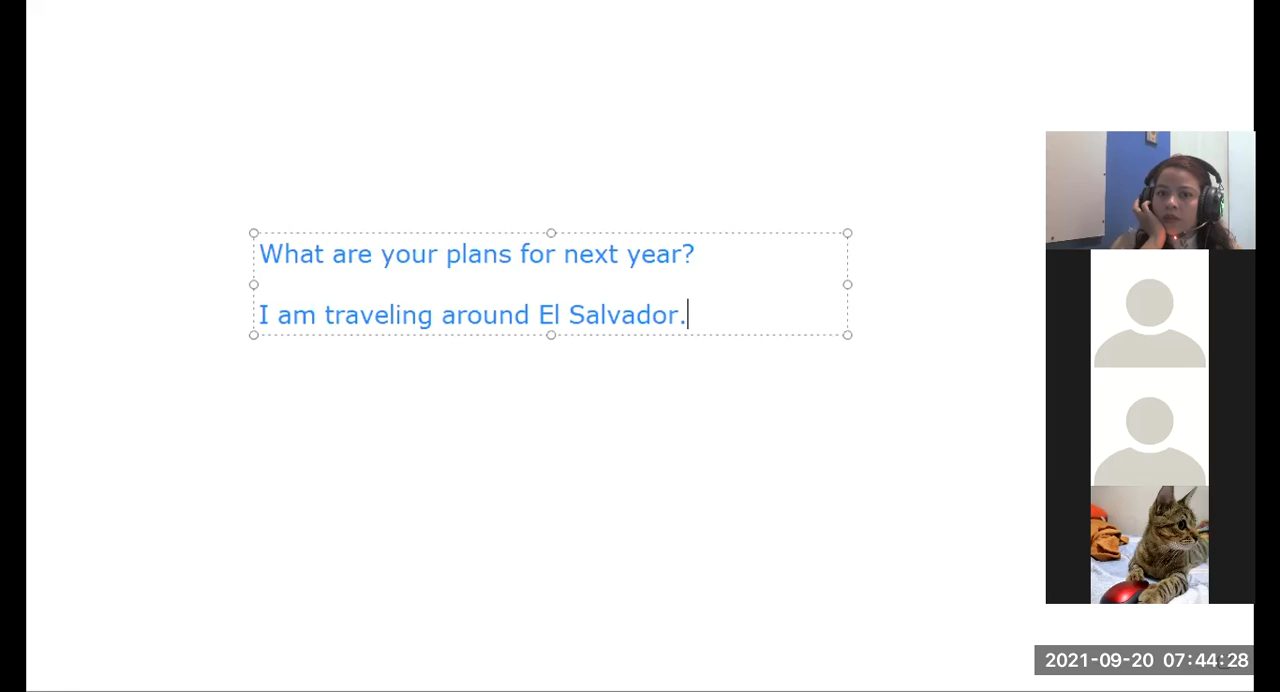 What are your plans for next year?
I am traveling around El Salvador.
2021-09-20 07:44:28